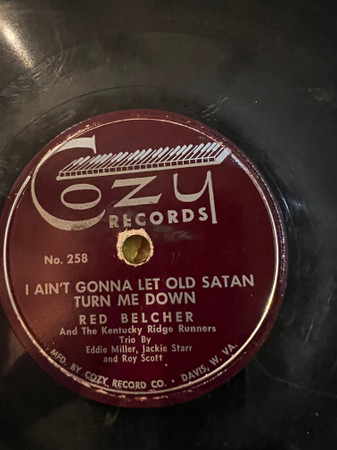 Cozy
RECORDS
No. 258
I AIN'T GONNA LET OLD SATAN
TURN ME DOWN
RED BELCHER
And The Kentucky Ridge Runners
Trio By
Eddie Miller, Jackie Starr
and Roy Scott
MFD. BY COZY RECORD CO. • DAVIS, W. VA.